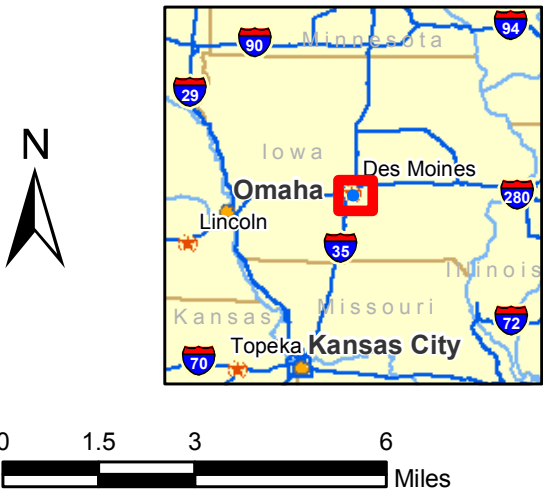 94
90
Minnesota
29
N
Iowa
Des Moines
Omaha
280
Lincoln
35
Illinois
Missouri
Kansas
72
Topeka
Kansas City
70
0 1.5 3 6
Miles